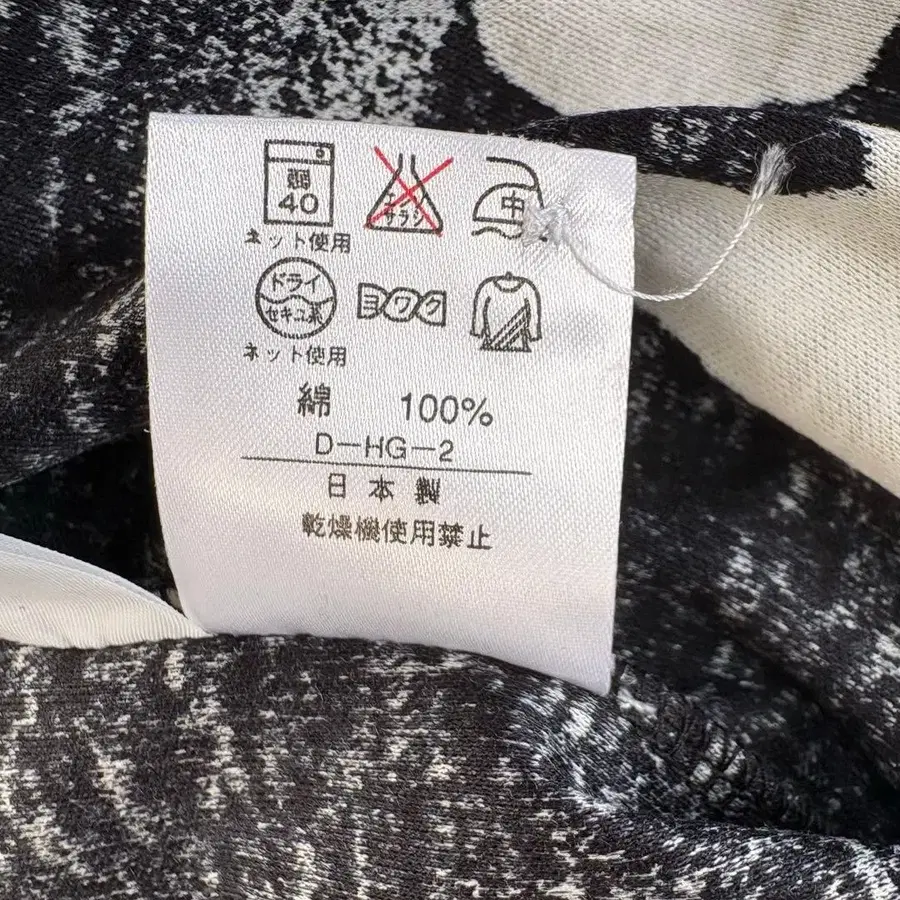 弱
40
ネット使用
エンソ
サラシ
中
ドライ
セキユ系
ネット使用
ヨワク
綿 100%
D-HG-2
日本製
乾燥機使用禁止